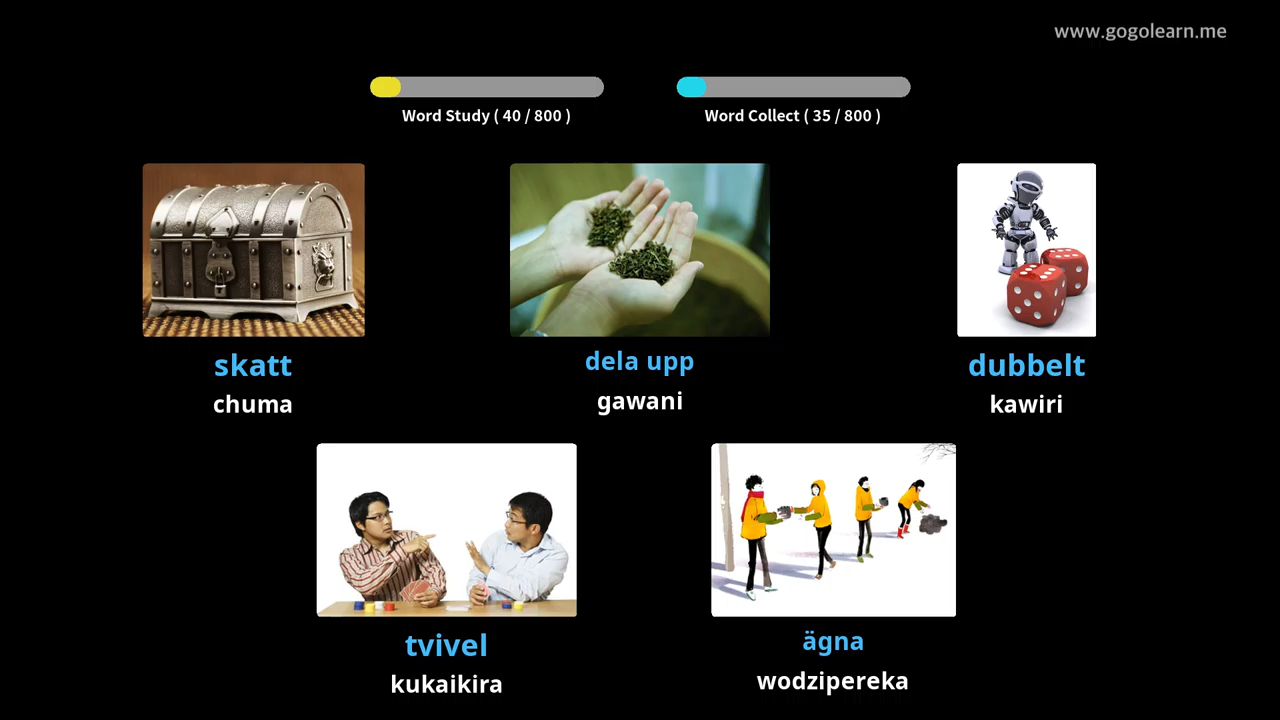 www.gogolearn.me
Word Study ( 40 / 800 )
Word Collect ( 35 / 800 )
skatt
chuma
dela upp
gawani
dubbelt
kawiri
tvivel
kukaikira
ägna
wodzipereka